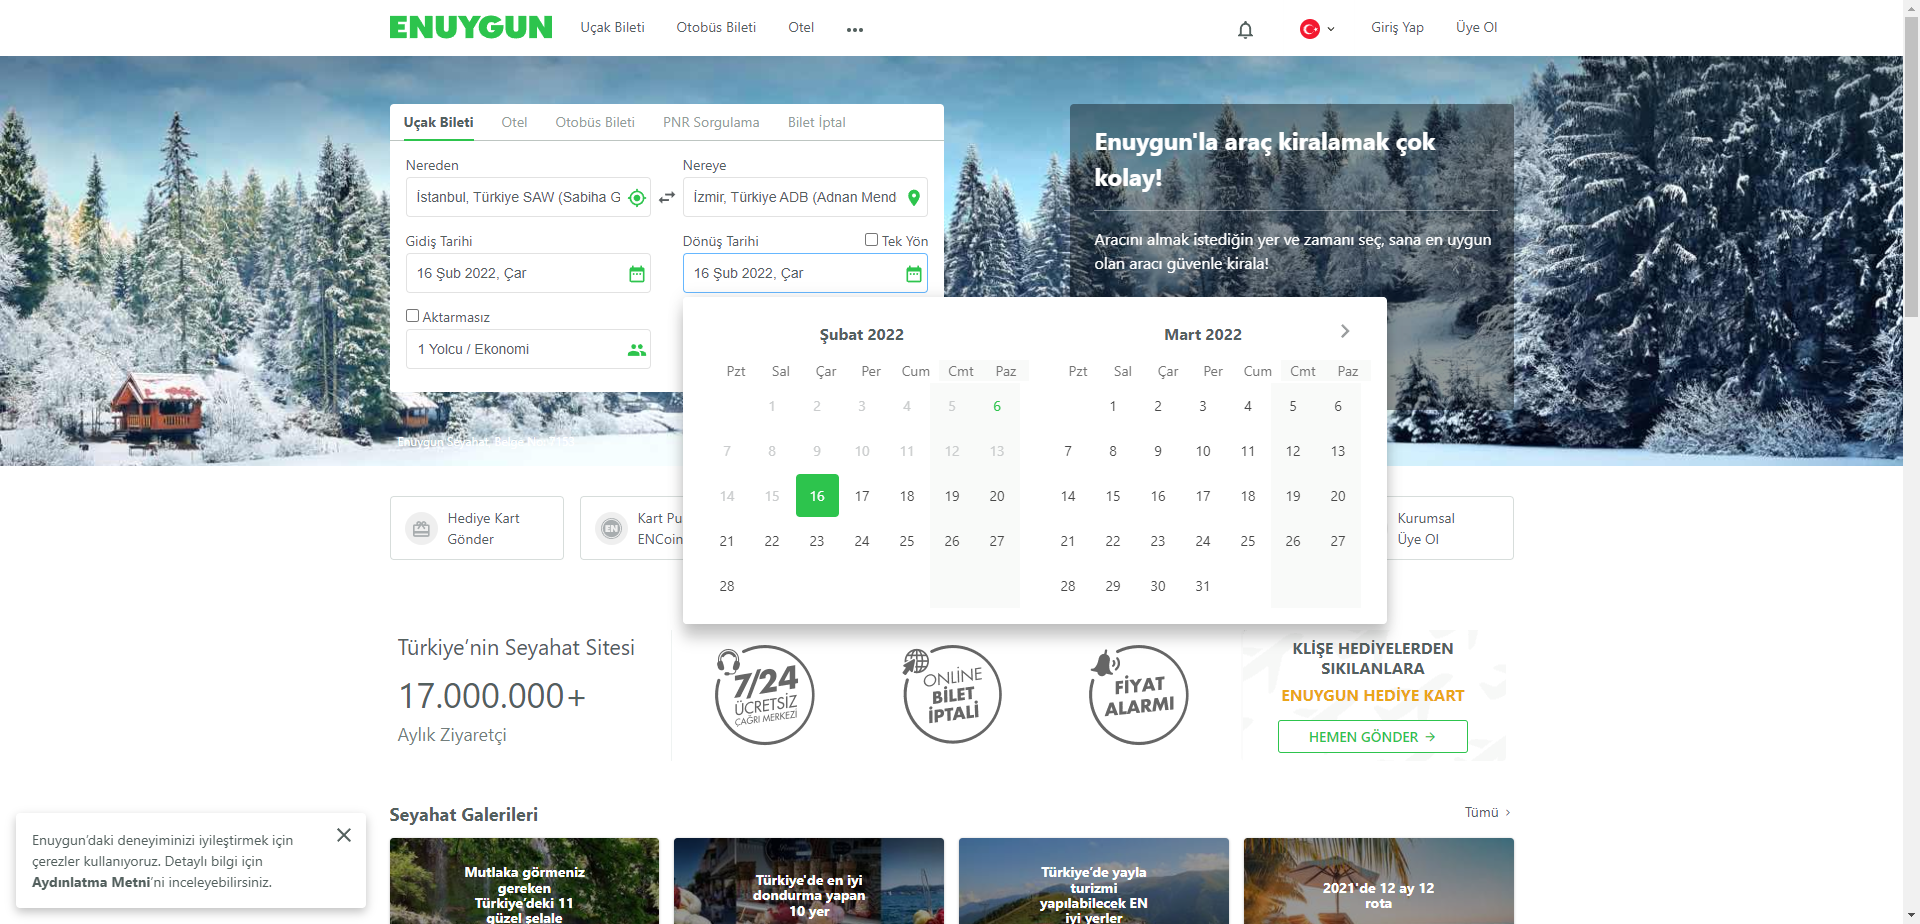 ENUYGUN
Uçak Bileti
Otobüs Bileti
Otel
Giriş Yap
Üye Ol
Uçak Bileti
Otel
Otobüs Bileti
PNR Sorgulama
Bilet İptal
Nereden
Nereye
İstanbul, Türkiye SAW (Sabiha G
İzmir, Türkiye ADB (Adnan Mend
Gidiş Tarihi
Dönüş Tarihi
Tek Yön
16 Şub 2022, Çar
16 Şub 2022, Çar
Aktarmasız
1 Yolcu / Ekonomi
Enuygun'la araç kiralamak çok
kolay!
Aracını almak istediğin yer ve zamanı seç, sana en uygun
olan aracı güvenle kirala!
Şubat 2022
Pzt Sal Çar Per Cum Cmt Paz
1 2 3 4 5 6
7 8 9 10 11 12 13
14 15 16 17 18 19 20
21 22 23 24 25 26 27
28
Mart 2022
Pzt Sal Çar Per Cum Cmt Paz
1 2 3 4 5 6
7 8 9 10 11 12 13
14 15 16 17 18 19 20
21 22 23 24 25 26 27
28 29 30 31
Enuygun Seyahat, Belge No:
Hediye Kart
Gönder
EN
Kart Pu
ENCoin
Kurumsal
Üye Ol
Türkiye’nin Seyahat Sitesi
17.000.000+
Aylık Ziyaretçi
7/24
ÜCRETSİZ
ÇAĞRI MERKEZİ
ONLİNE
BİLET
İPTALİ
FİYAT
ALARMI
KLİŞE HEDİYELERDEN
SIKILANLARA
ENUYGUN HEDİYE KART
HEMEN GÖNDER
Seyahat Galerileri
Tümü
Mutlaka görmeniz
gereken
Türkiye’deki 11
güzel şelale
Türkiye'de en iyi
dondurma yapan
10 yer
Türkiye’de yayla
turizmi
yapılabilecek EN
iyi yerler
2021'de 12 ay 12
rota
Enuygun’daki deneyiminizi iyileştirmek için
çerezler kullanıyoruz. Detaylı bilgi için
Aydınlatma Metni’ni inceleyebilirsiniz.